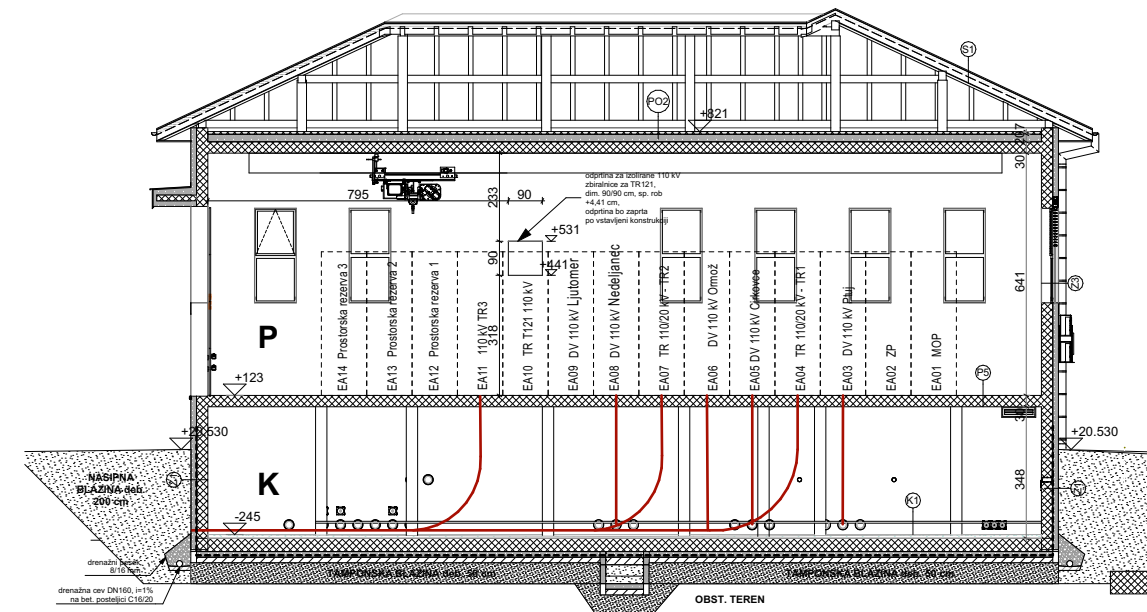 S1
PO2
+821
207
30
odprtina za izolirane 110 kV
zbiralnice za TR121,
dim. 90/90 cm, sp. rob
+4,41 cm,
odprtina bo zaprta
po vstavljeni konstrukciji
795
233
90
+531
90
+441
318
641
Z3
P
EA14 Prostorska rezerva 3
EA13 Prostorska rezerva 2
EA12 Prostorska rezerva 1
EA11 110 kV TR3
EA10 TR T121 110 kV
EA09 DV 110 kV Ljutomer
EA08 DV 110 kV Nedeljanec
EA07 TR 110/20 kV - TR2
EA06 DV 110 kV Ormož
EA05 DV 110 kV Cirkovce
EA04 TR 110/20 kV - TR1
EA03 DV 110 kV Ptuj
EA02 ZP
EA01 MOP
+123
P5
30
+20.530
+20.530
NASIPNA
BLAZINA deb.
200 cm
K
348
K1
-245
drenažni pesek
8/16 mm
drenažna cev DN160, i=1%
na bet. posteljici C16/20
TAMPONSKA BLAZINA deb. 50 cm
TAMPONSKA BLAZINA deb. 50 cm
OBST. TEREN